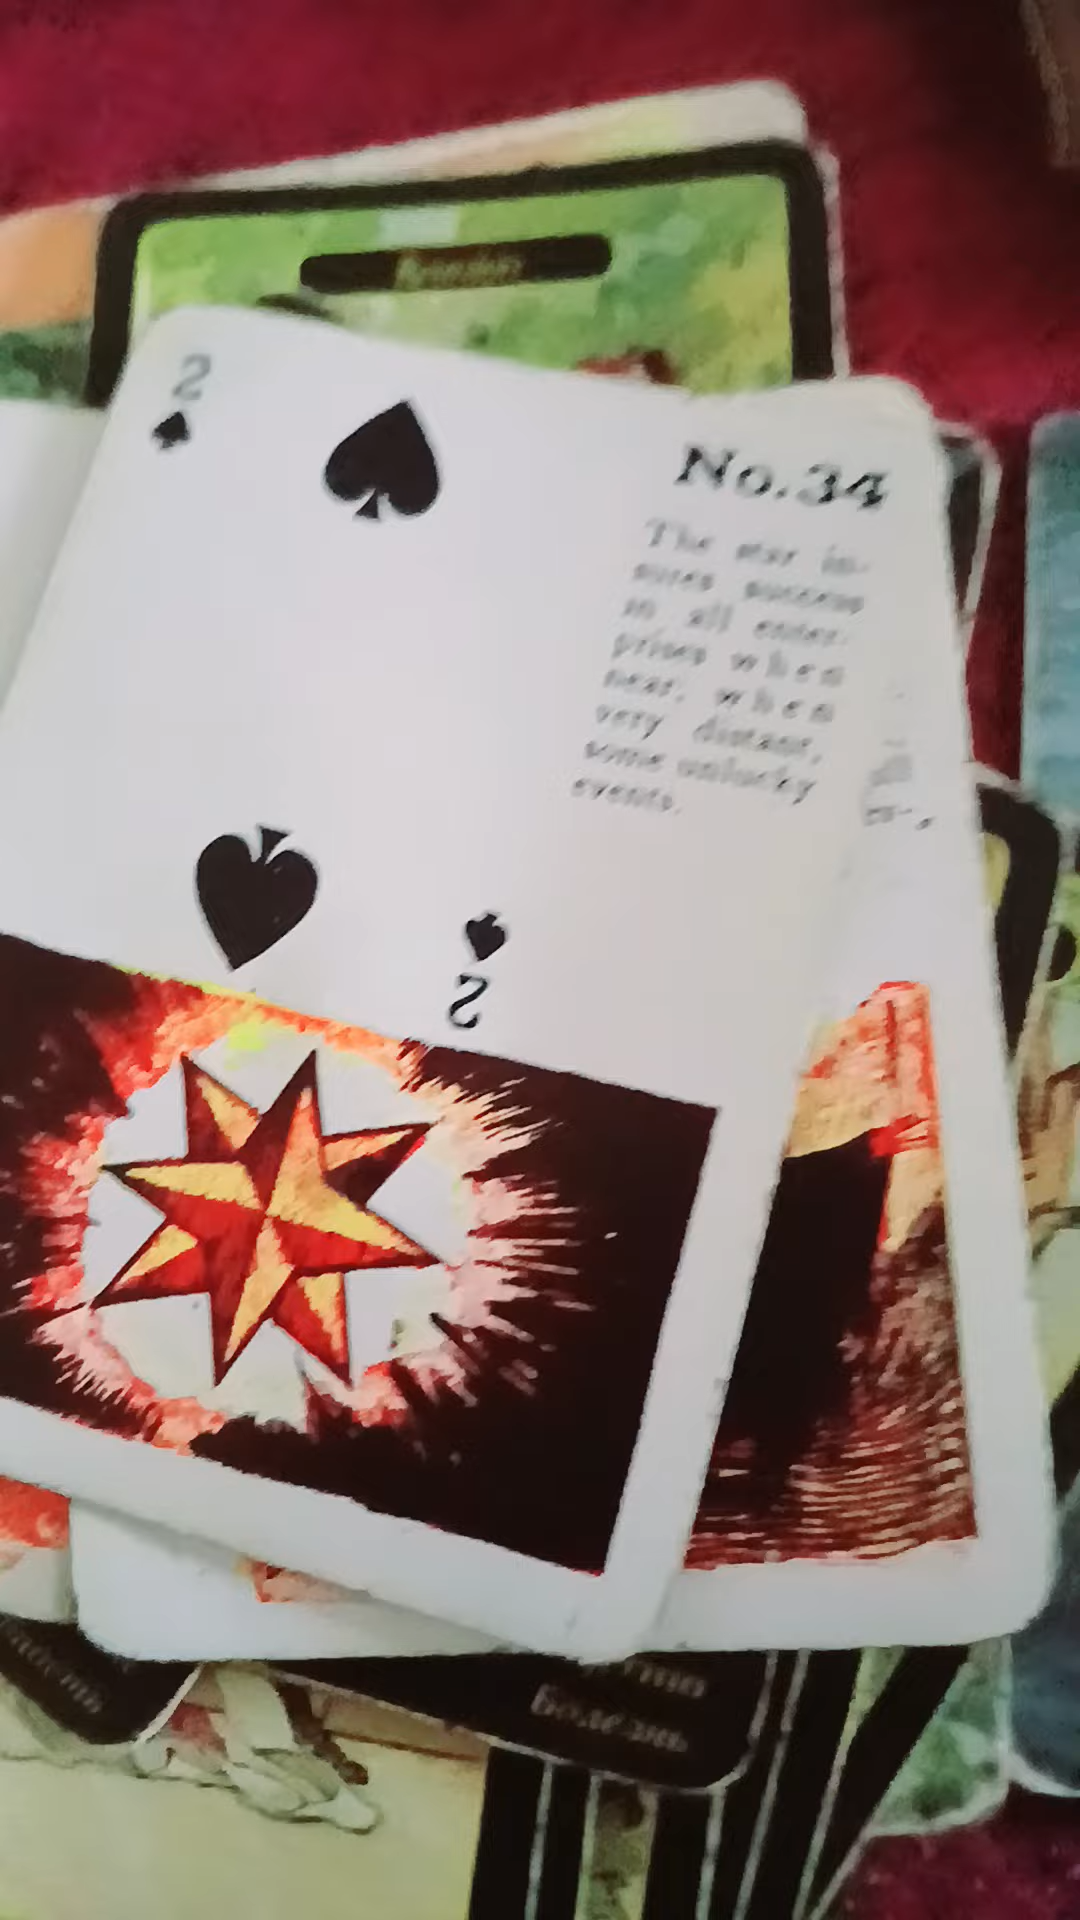 2
No.34
The star in-
sures success
in all enter-
prises when
near, when
very distant,
some unlucky
events.
2
Болезнь